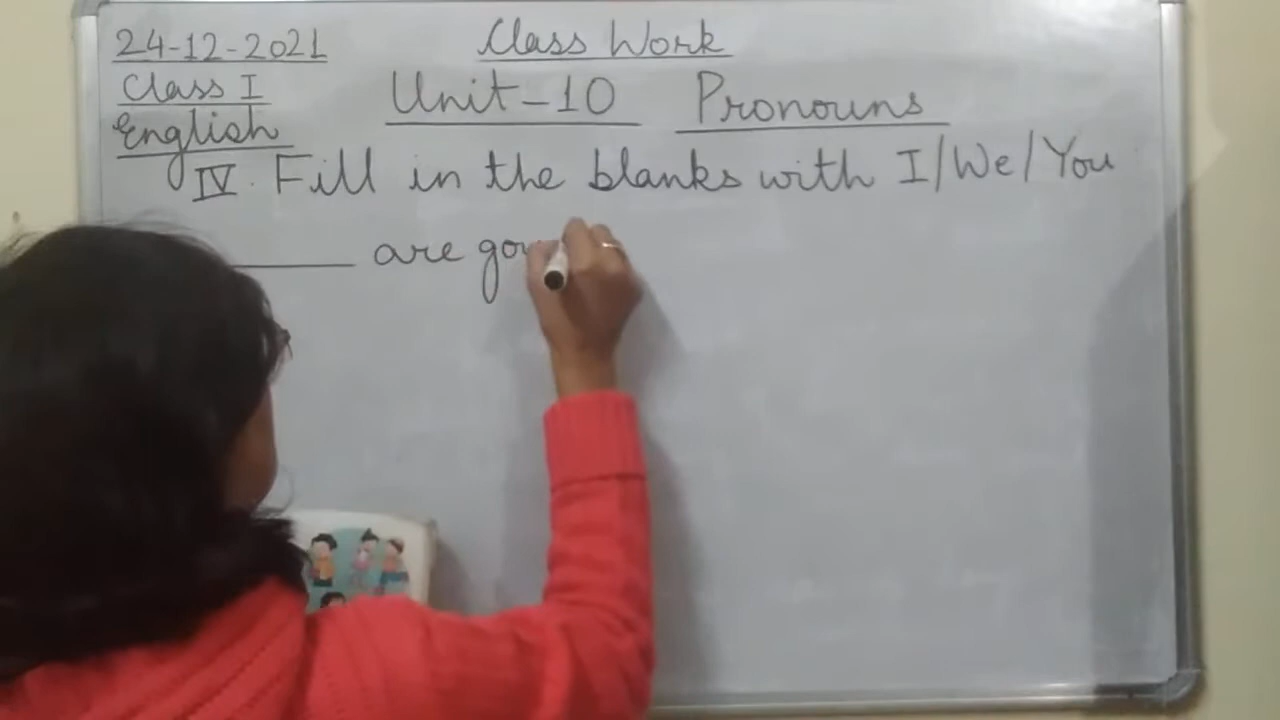 24-12-2021 Class Work
Class I
Unit-10 Pronouns
English
IV. Fill in the blanks with I/We/You
______ are